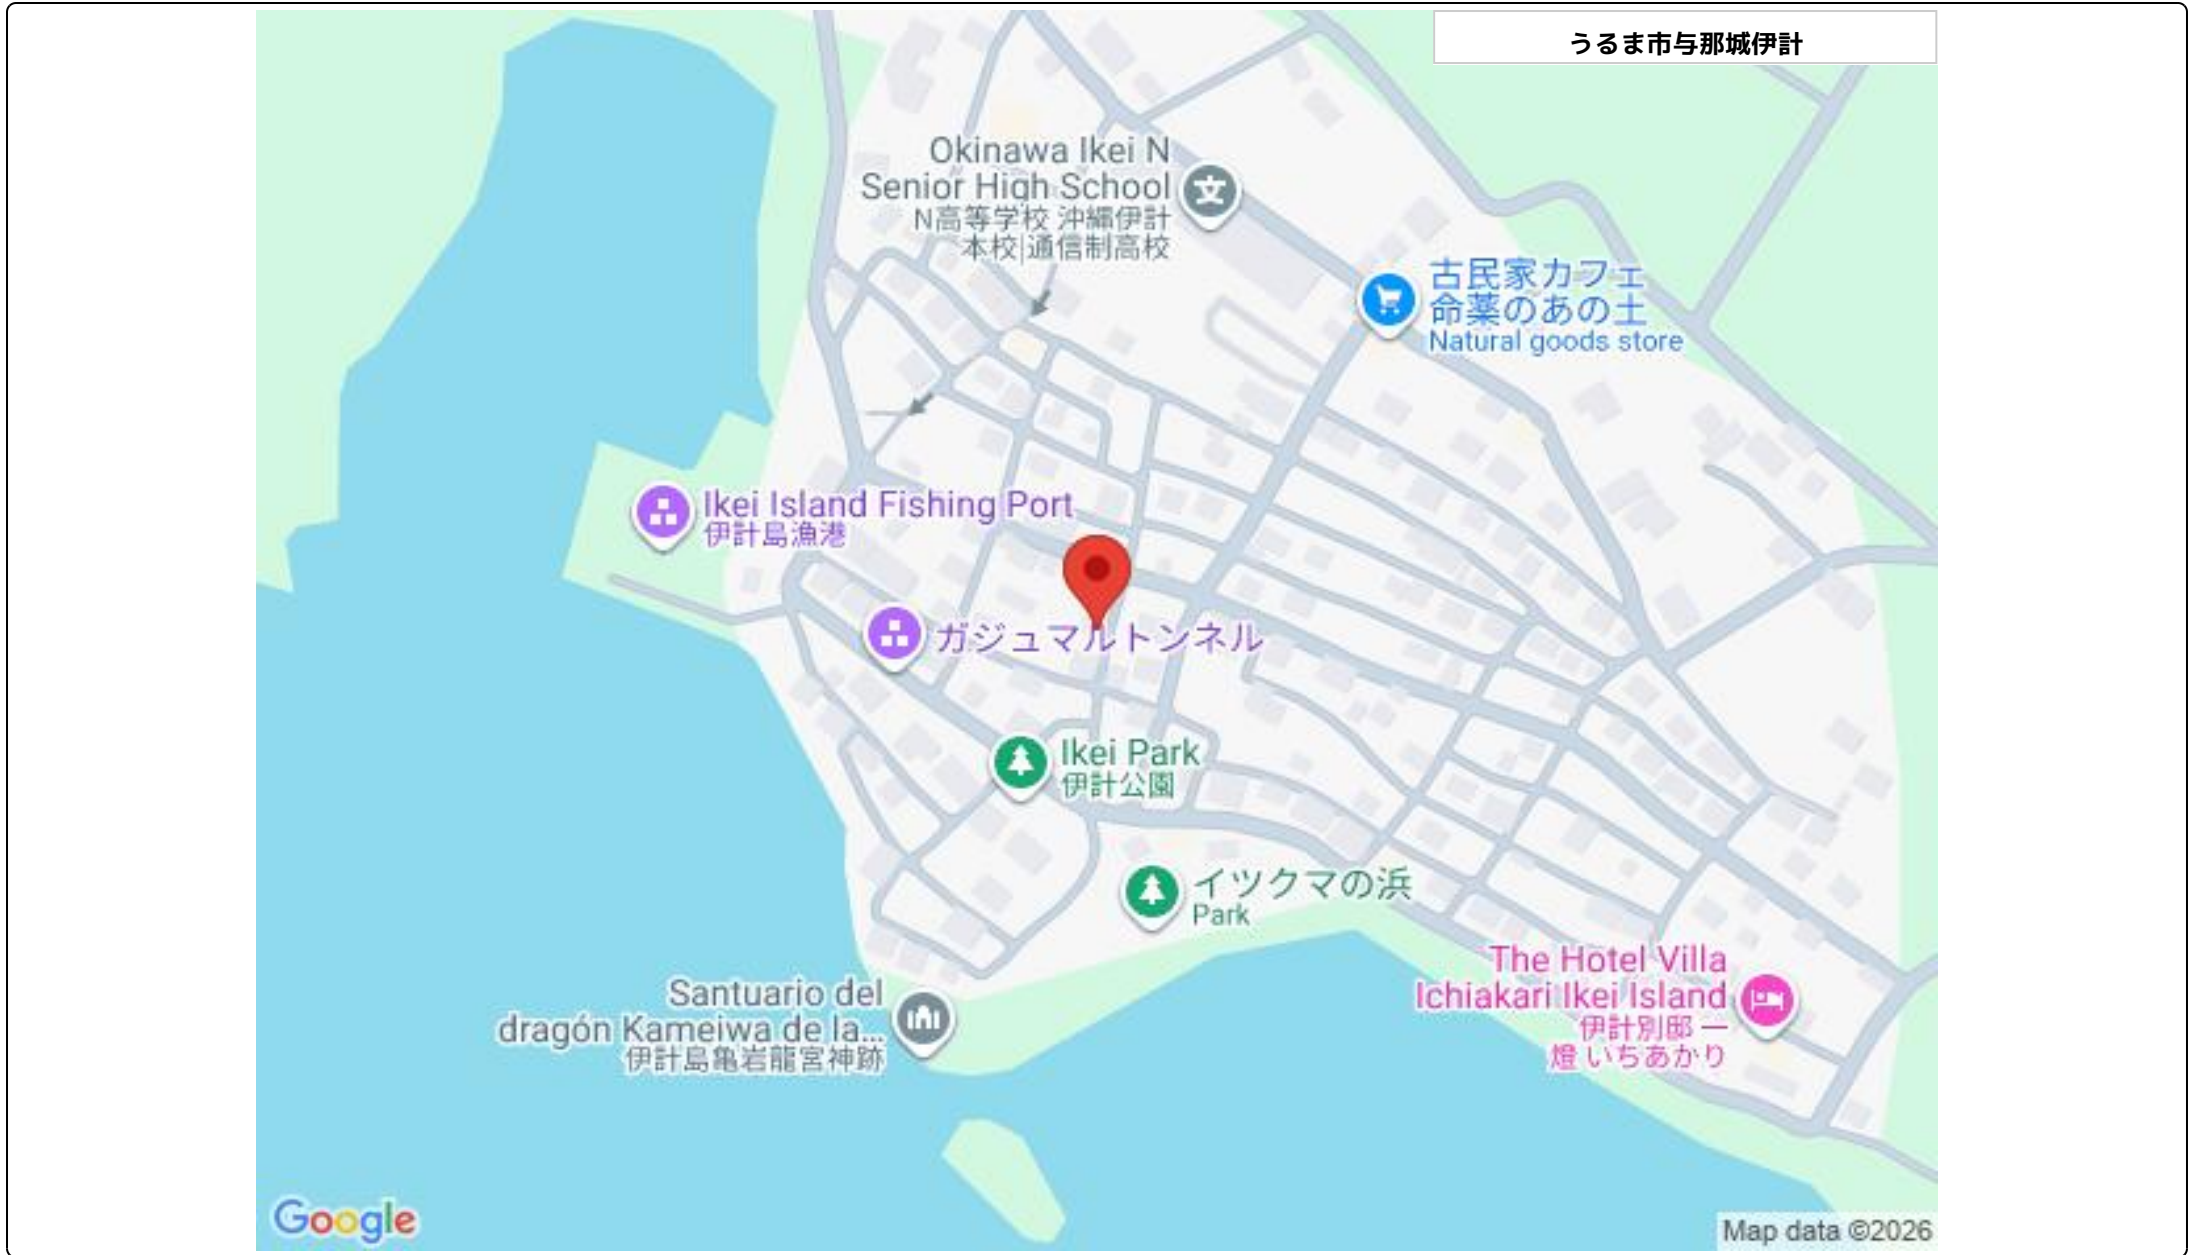 うるま市与那城伊計
Okinawa Ikei N
Senior High School
N高等学校 沖縄伊計
本校|通信制高校
古民家カフェ
命薬のあの土
Natural goods store
Ikei Island Fishing Port
伊計島漁港
ガジュマルトンネル
Ikei Park
伊計公園
イツクマの浜
Park
The Hotel Villa
Ichiakari Ikei Island
伊計別邸 一
燈 いちあかり
Santuario del
dragón Kameiwa de la...
伊計島亀岩龍宮神跡
Google
Map data ©2026